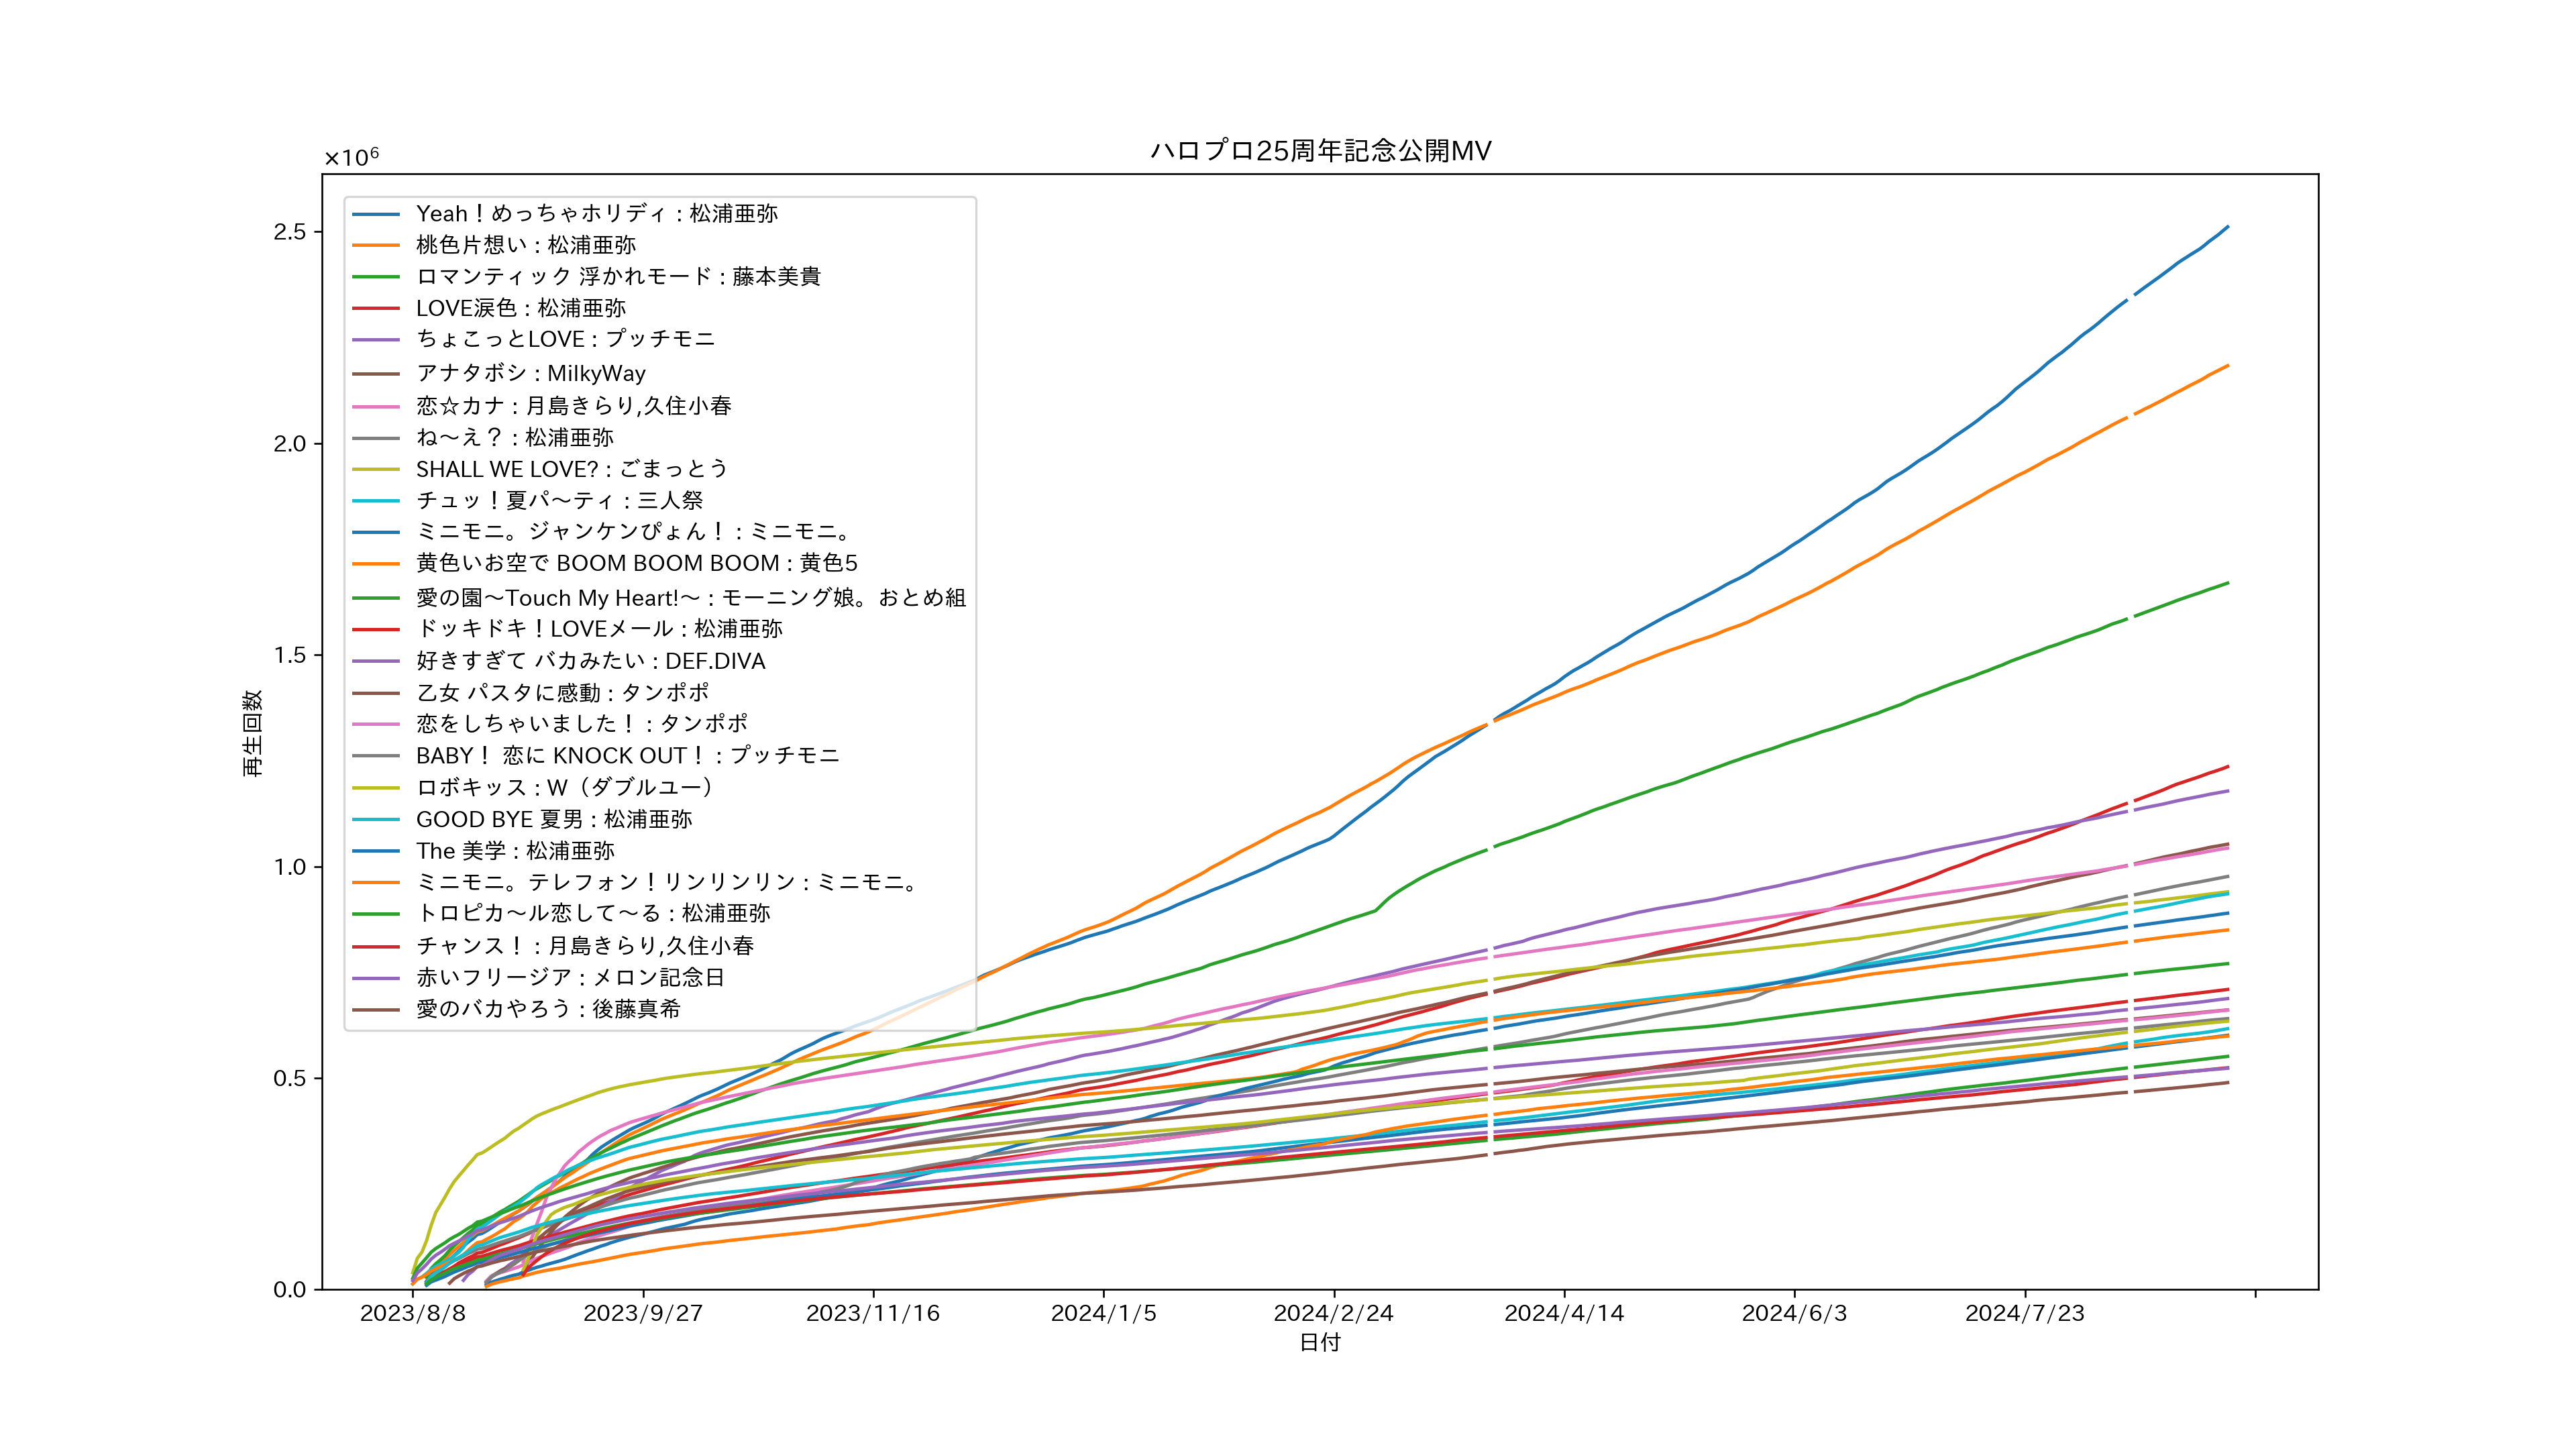 ハロプロ25周年記念公開MV
×10⁶
2.5
2.0
1.5
1.0
0.5
0.0
再生回数
Yeah！めっちゃホリディ : 松浦亜弥
桃色片想い : 松浦亜弥
ロマンティック 浮かれモード : 藤本美貴
LOVE涙色 : 松浦亜弥
ちょこっとLOVE : プッチモニ
アナタボシ : MilkyWay
恋☆カナ : 月島きらり,久住小春
ね〜え？ : 松浦亜弥
SHALL WE LOVE? : ごまっとう
チュッ！夏パ〜ティ : 三人祭
ミニモニ。ジャンケンぴょん！ : ミニモニ。
黄色いお空で BOOM BOOM BOOM : 黄色5
愛の園〜Touch My Heart!〜 : モーニング娘。おとめ組
ドッキドキ！LOVEメール : 松浦亜弥
好きすぎて バカみたい : DEF.DIVA
乙女 パスタに感動 : タンポポ
恋をしちゃいました！ : タンポポ
BABY！ 恋に KNOCK OUT！ : プッチモニ
ロボキッス : W（ダブルユー）
GOOD BYE 夏男 : 松浦亜弥
The 美学 : 松浦亜弥
ミニモニ。テレフォン！リンリンリン : ミニモニ。
トロピカ〜ル恋して〜る : 松浦亜弥
チャンス！ : 月島きらり,久住小春
赤いフリージア : メロン記念日
愛のバカやろう : 後藤真希
2023/8/8 2023/9/27 2023/11/16 2024/1/5 2024/2/24 2024/4/14 2024/6/3 2024/7/23
日付